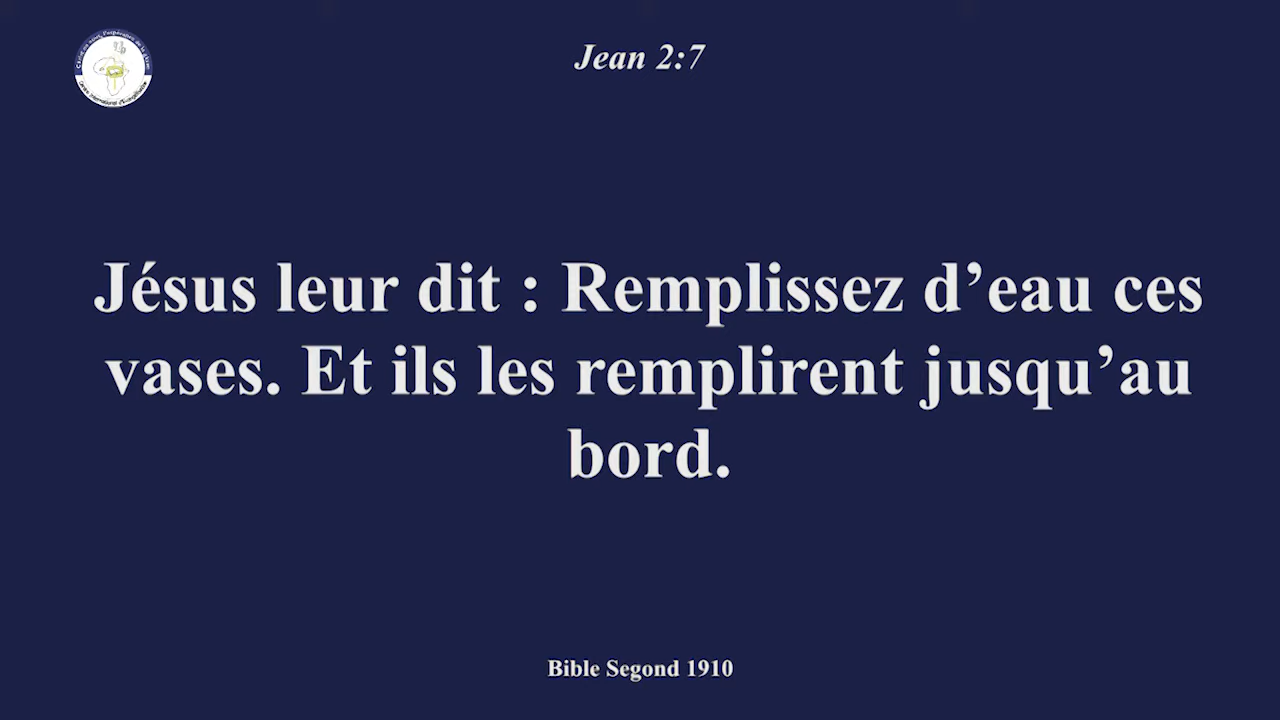 Jean 2:7
Jésus leur dit : Remplissez d’eau ces
vases. Et ils les remplirent jusqu’au
bord.
Bible Segond 1910